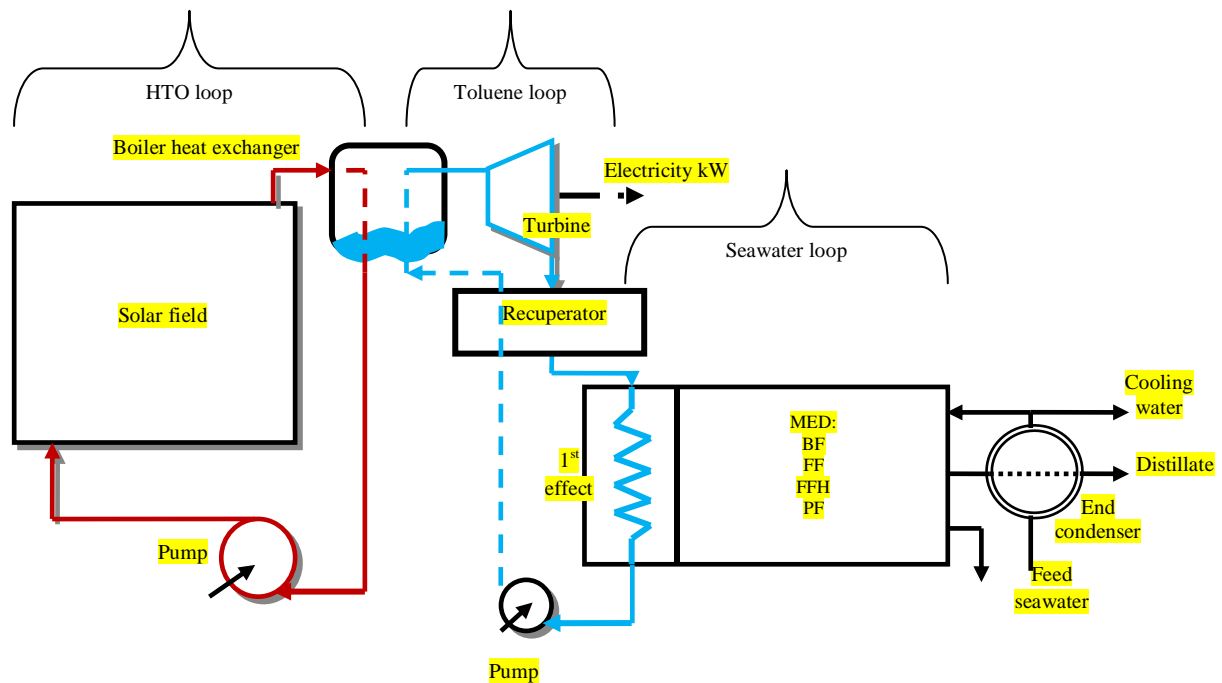 HTO loop
Toluene loop
Boiler heat exchanger
Electricity kW
Turbine
Seawater loop
Solar field
Recuperator
Cooling
water
MED:
BF
FF
FFH
PF
1st
effect
Distillate
End
condenser
Pump
Feed
seawater
Pump